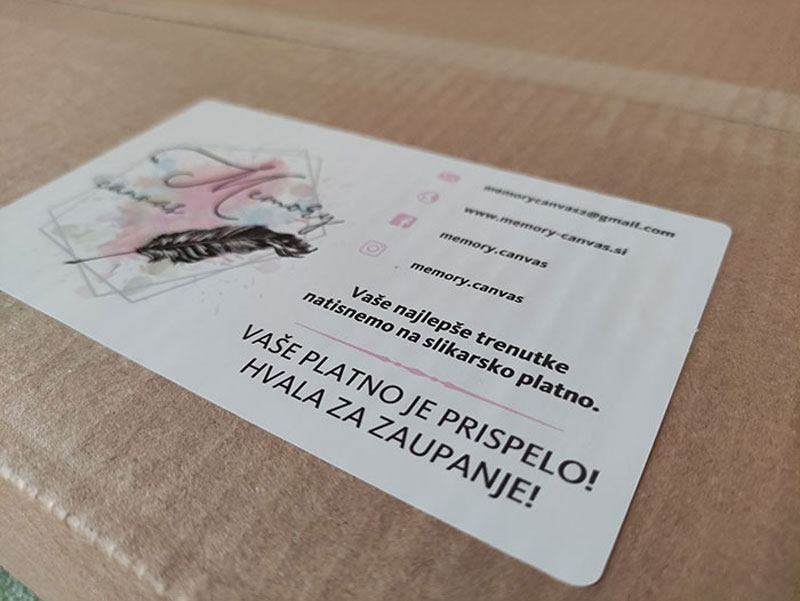 Memory
canvas
memorycanvas2@gmail.com
www.memory-canvas.si
memory.canvas
memory.canvas
Vaše najlepše trenutke
natisnemo na slikarsko platno.
VAŠE PLATNO JE PRISPELO!
HVALA ZA ZAUPANJE!